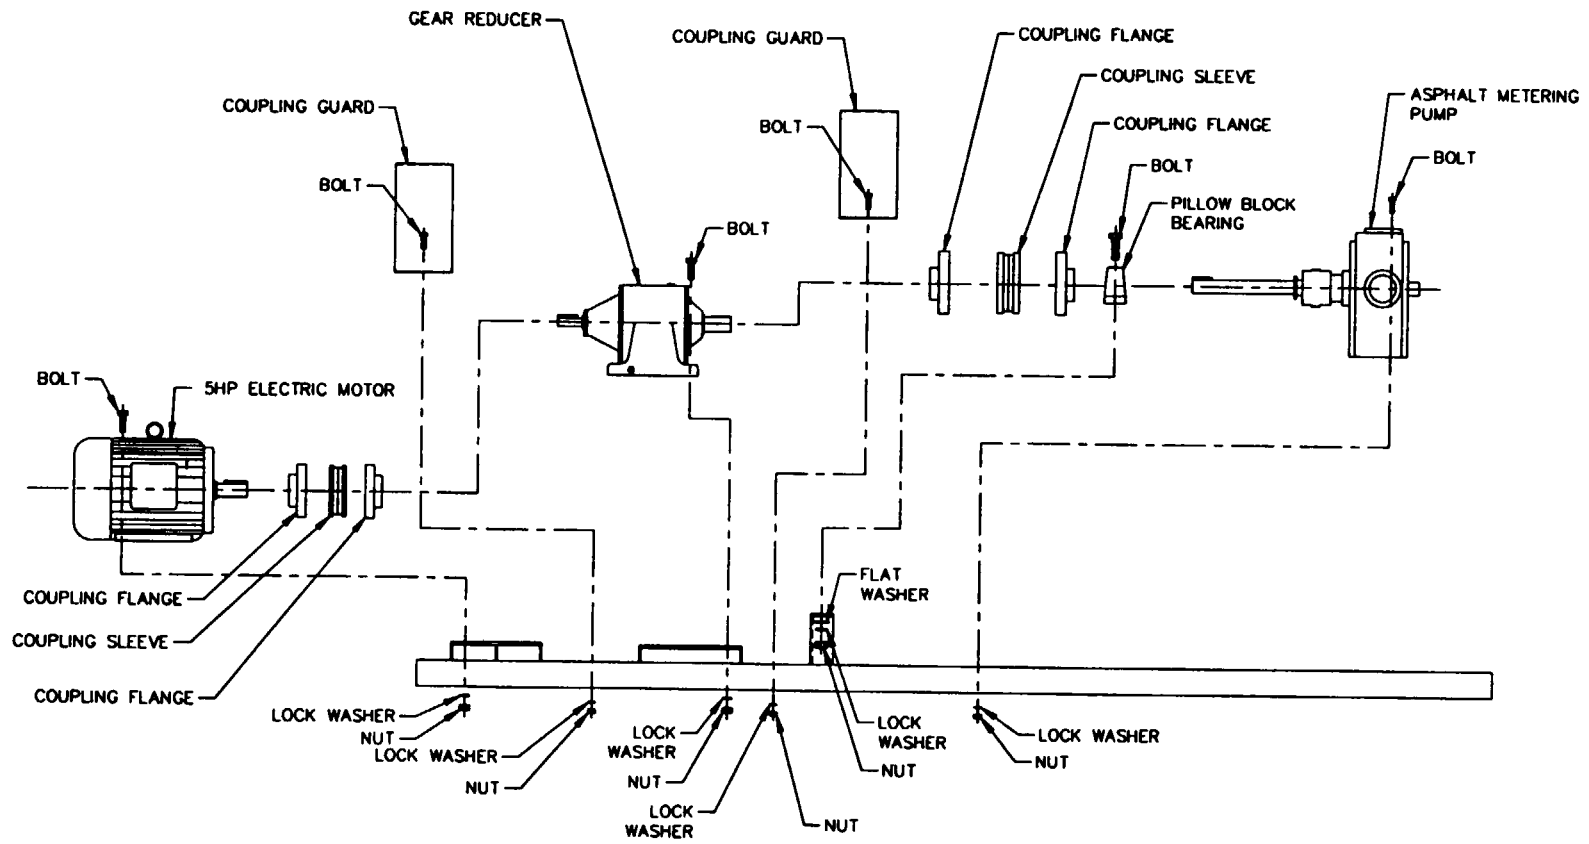 GEAR REDUCER
COUPLING GUARD
COUPLING FLANGE
COUPLING SLEEVE
ASPHALT METERING
PUMP
COUPLING GUARD
BOLT
COUPLING FLANGE
BOLT
BOLT
BOLT
PILLOW BLOCK
BEARING
BOLT
BOLT
5HP ELECTRIC MOTOR
COUPLING FLANGE
FLAT
WASHER
COUPLING SLEEVE
COUPLING FLANGE
LOCK WASHER
NUT
LOCK WASHER
NUT
LOCK
WASHER
NUT
LOCK
WASHER
NUT
LOCK
WASHER
NUT
LOCK WASHER
NUT